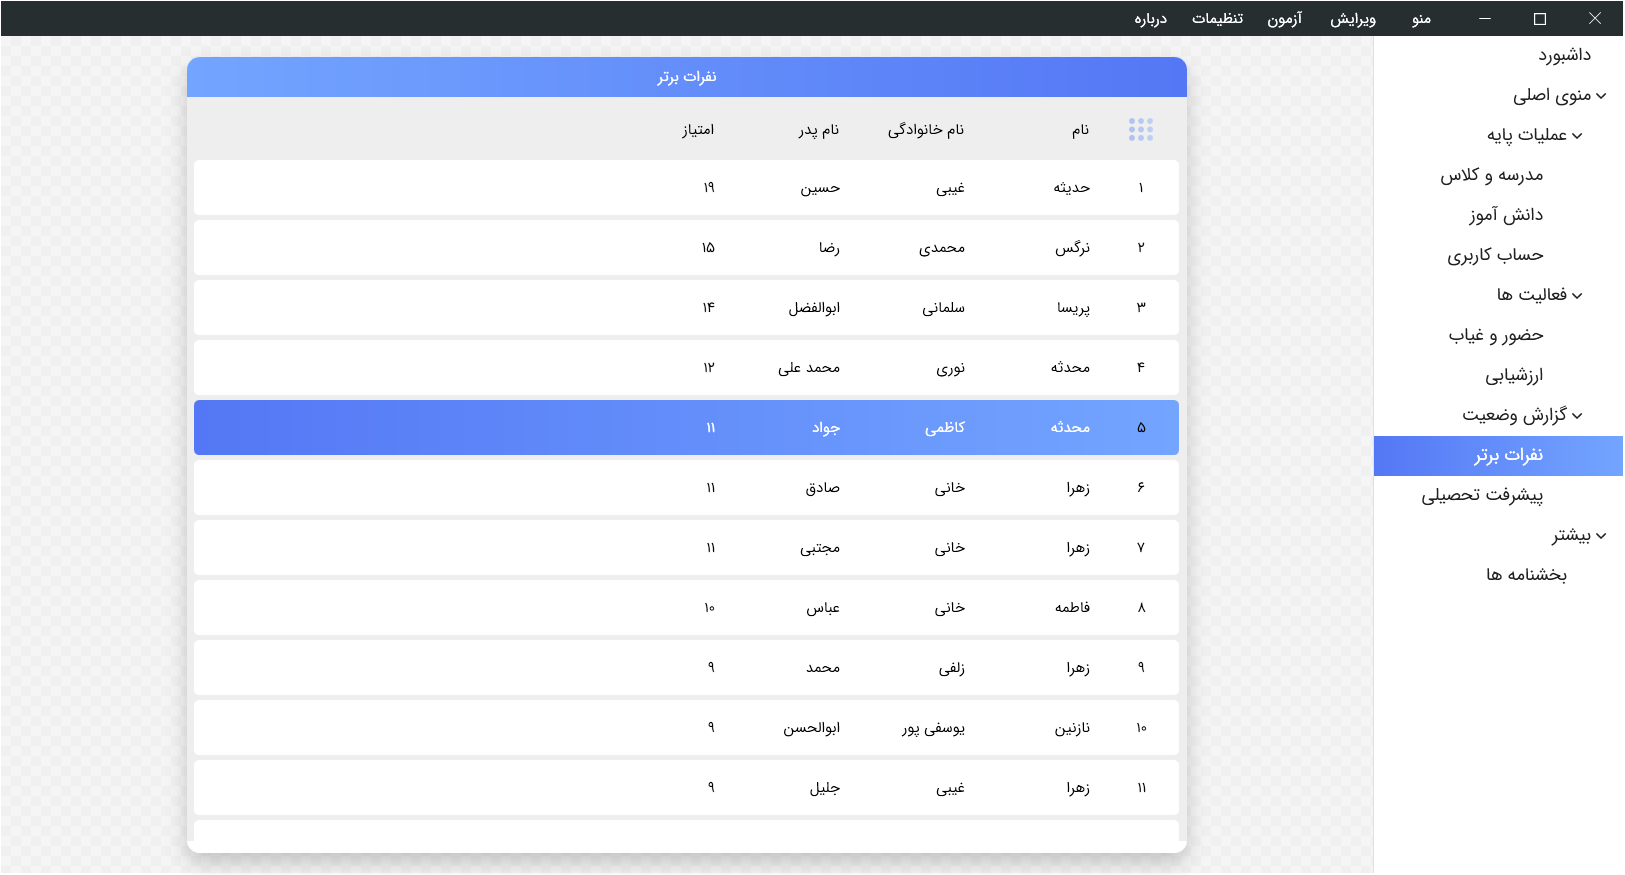 منو ویرایش آزمون تنظیمات درباره
داشبورد
منوی اصلی
عملیات پایه
مدرسه و کلاس
دانش آموز
حساب کاربری
فعالیت ها
حضور و غیاب
ارزشیابی
گزارش وضعیت
نفرات برتر
پیشرفت تحصیلی
بیشتر
بخشنامه ها
نفرات برتر
نام نام خانوادگی نام پدر امتیاز
۱ حدیثه غیبی حسین ۱۹
۲ نرگس محمدی رضا ۱۵
۳ پریسا سلمانی ابوالفضل ۱۴
۴ محدثه نوری محمد علی ۱۲
۵ محدثه کاظمی جواد ۱۱
۶ زهرا خانی صادق ۱۱
۷ زهرا خانی مجتبی ۱۱
۸ فاطمه خانی عباس ۱۰
۹ زهرا زلفی محمد ۹
۱۰ نازنین یوسفی پور ابوالحسن ۹
۱۱ زهرا غیبی جلیل ۹